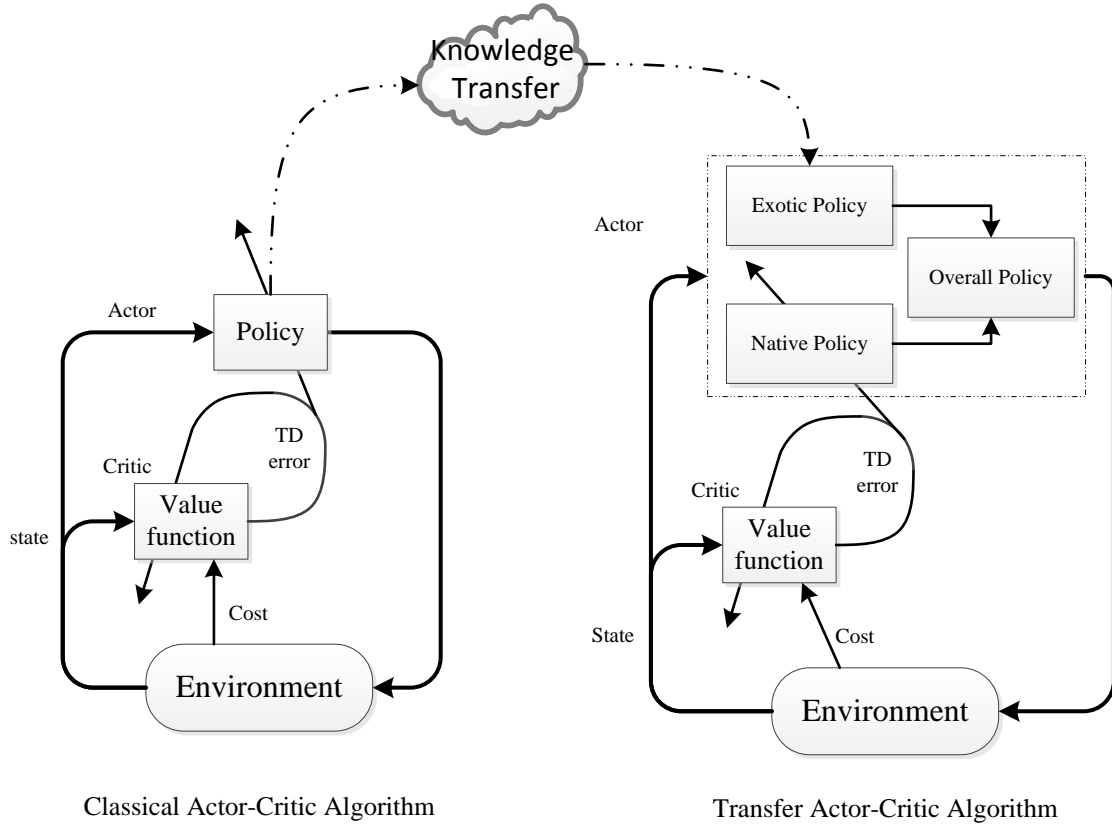 Knowledge
Transfer
Actor
Policy
TD
error
Critic
Value
function
state
Cost
Environment
Classical Actor-Critic Algorithm
Exotic Policy
Actor
Overall Policy
Native Policy
TD
error
Critic
Value
function
State
Cost
Environment
Transfer Actor-Critic Algorithm